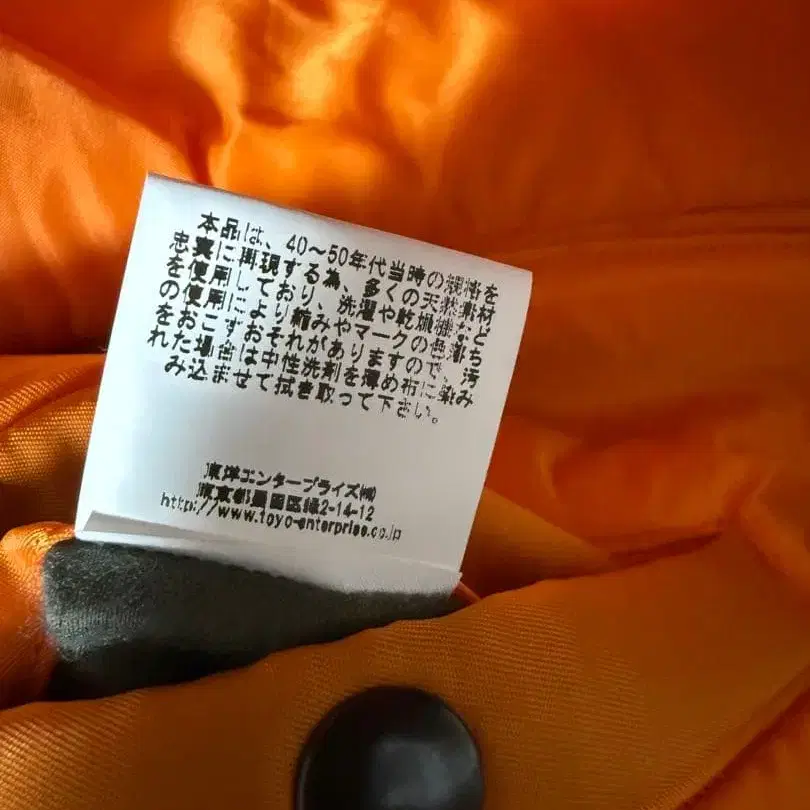 本品は、40～50年代当時の規格を
忠実に再現する為、多くの天然素材
を使用しており、洗濯や乾燥機など
の使用により縮みやマークの色落ち
をおこすおそれがありますので、汚
れた場合は中性洗剤を薄め布に染み
み込ませて拭き取って下さい。
東洋エンタープライズ㈱
東京都墨田区緑2-14-12
http://www.toyo-enterprise.co.jp